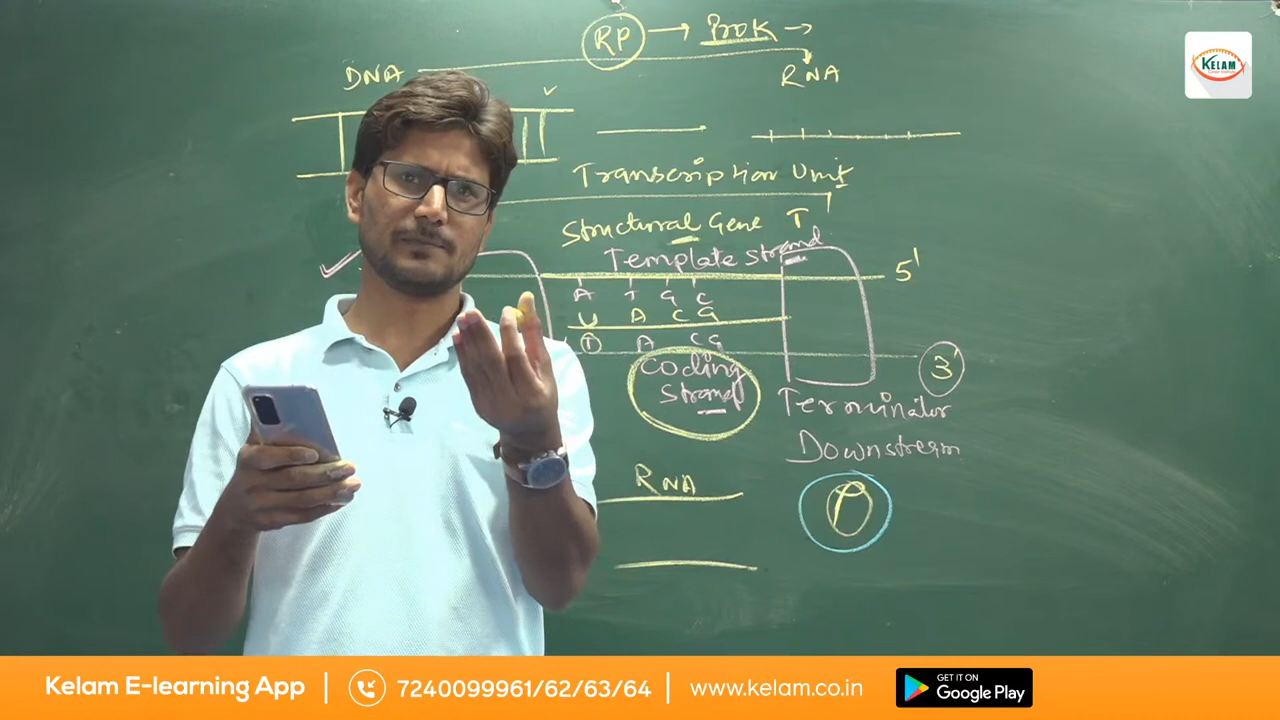 RP → ProK →
DNA
RNA
Transcription Unit
Structural Gene T
Template strand
5'
A T G C
U A C G
T A C G
Coding
strand
3'
Terminator
Downstream
RNA
P
KELAM
Kelam E-learning App
7240099961/62/63/64
www.kelam.co.in
GET IT ON
Google Play